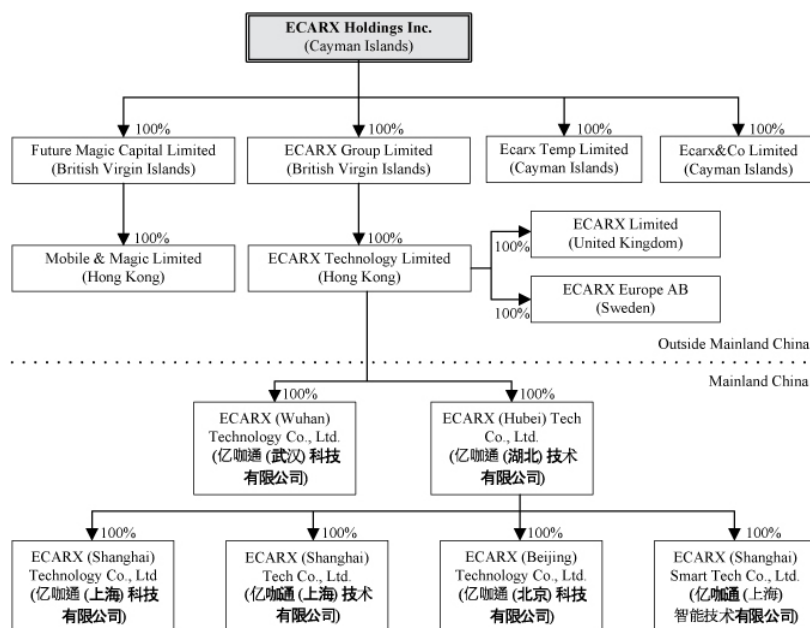 ECARX Holdings Inc.
(Cayman Islands)
100%
100%
100%
100%
Future Magic Capital Limited
(British Virgin Islands)
ECARX Group Limited
(British Virgin Islands)
Ecarx Temp Limited
(Cayman Islands)
Ecarx&Co Limited
(Cayman Islands)
100%
100%
Mobile & Magic Limited
(Hong Kong)
ECARX Technology Limited
(Hong Kong)
100%
ECARX Limited
(United Kingdom)
100%
ECARX Europe AB
(Sweden)
Outside Mainland China
Mainland China
100%
100%
ECARX (Wuhan)
Technology Co., Ltd.
(亿咖通 (武汉) 科技
有限公司)
ECARX (Hubei) Tech
Co., Ltd.
(亿咖通 (湖北) 技术
有限公司)
100%
100%
100%
100%
ECARX (Shanghai)
Technology Co., Ltd
(亿咖通 (上海) 科技
有限公司)
ECARX (Shanghai)
Tech Co., Ltd.
(亿咖通 (上海) 技术
有限公司)
ECARX (Beijing)
Technology Co., Ltd.
(亿咖通 (北京) 科技
有限公司)
ECARX (Shanghai)
Smart Tech Co., Ltd.
(亿咖通 (上海)
智能技术有限公司)